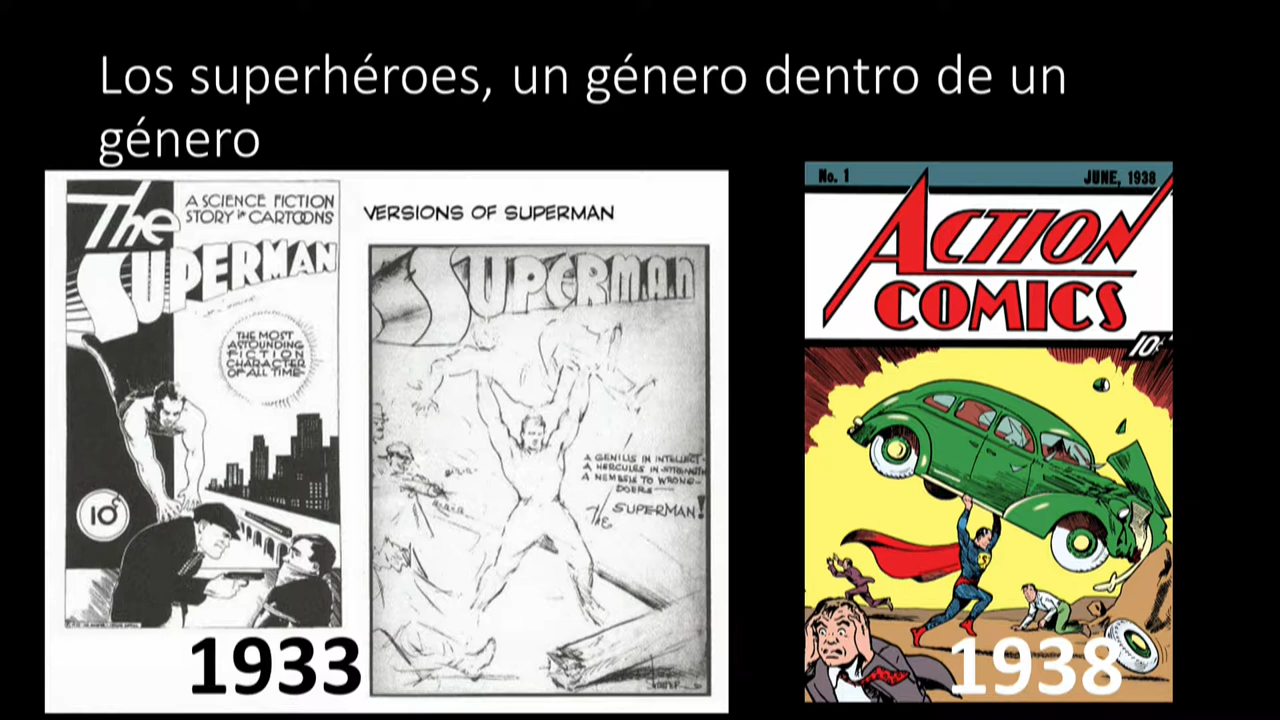 Los superhéroes, un género dentro de un
género
The
A SCIENCE FICTION
STORY in CARTOONS
SUPERMAN
THE MOST
ASTOUNDING
FICTION
CHARACTER
OF ALL TIME
10¢
1933
VERSIONS OF SUPERMAN
SUPERMAN
A GENIUS IN INTELLECT-
A HERCULES IN STRENGTH
A NEMESIS TO WRONG-
DOERS
THE SUPERMAN!
No. 1
JUNE, 1938
ACTION
COMICS
10¢
S
1938